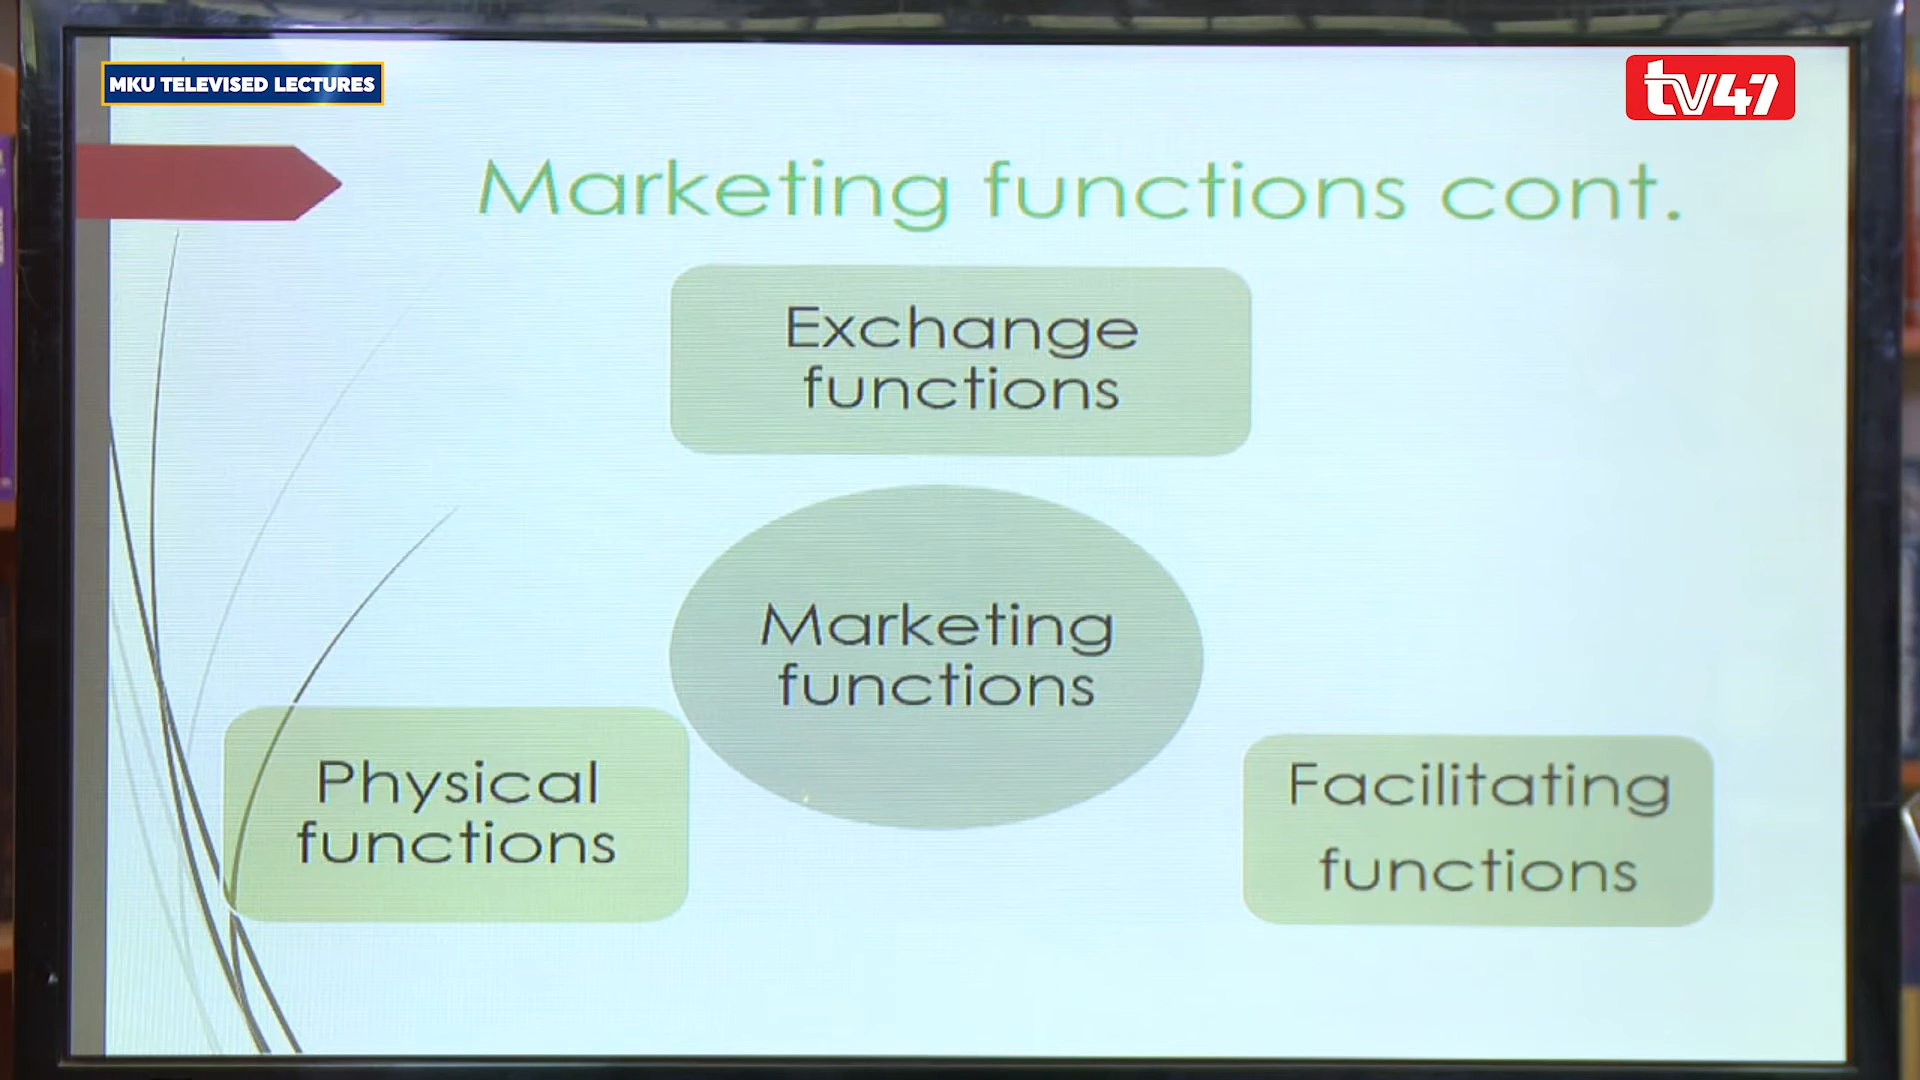 MKU TELEVISED LECTURES
tv47
Marketing functions cont.
Exchange
functions
Marketing
functions
Physical
functions
Facilitating
functions